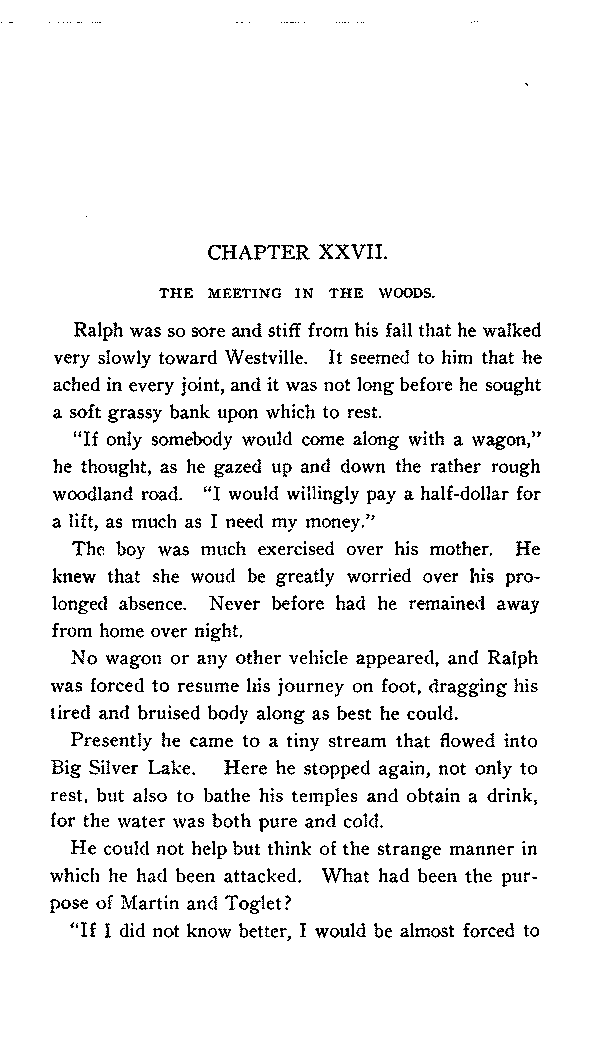 CHAPTER XXVII.
THE MEETING IN THE WOODS.
Ralph was so sore and stiff from his fall that he walked
very slowly toward Westville. It seemed to him that he
ached in every joint, and it was not long before he sought
a soft grassy bank upon which to rest.
"If only somebody would come along with a wagon,"
he thought, as he gazed up and down the rather rough
woodland road. "I would willingly pay a half-dollar for
a lift, as much as I need my money."
The boy was much exercised over his mother. He
knew that she woud be greatly worried over his pro-
longed absence. Never before had he remained away
from home over night.
No wagon or any other vehicle appeared, and Ralph
was forced to resume his journey on foot, dragging his
tired and bruised body along as best he could.
Presently he came to a tiny stream that flowed into
Big Silver Lake. Here he stopped again, not only to
rest, but also to bathe his temples and obtain a drink,
for the water was both pure and cold.
He could not help but think of the strange manner in
which he had been attacked. What had been the pur-
pose of Martin and Toglet?
"If I did not know better, I would be almost forced to